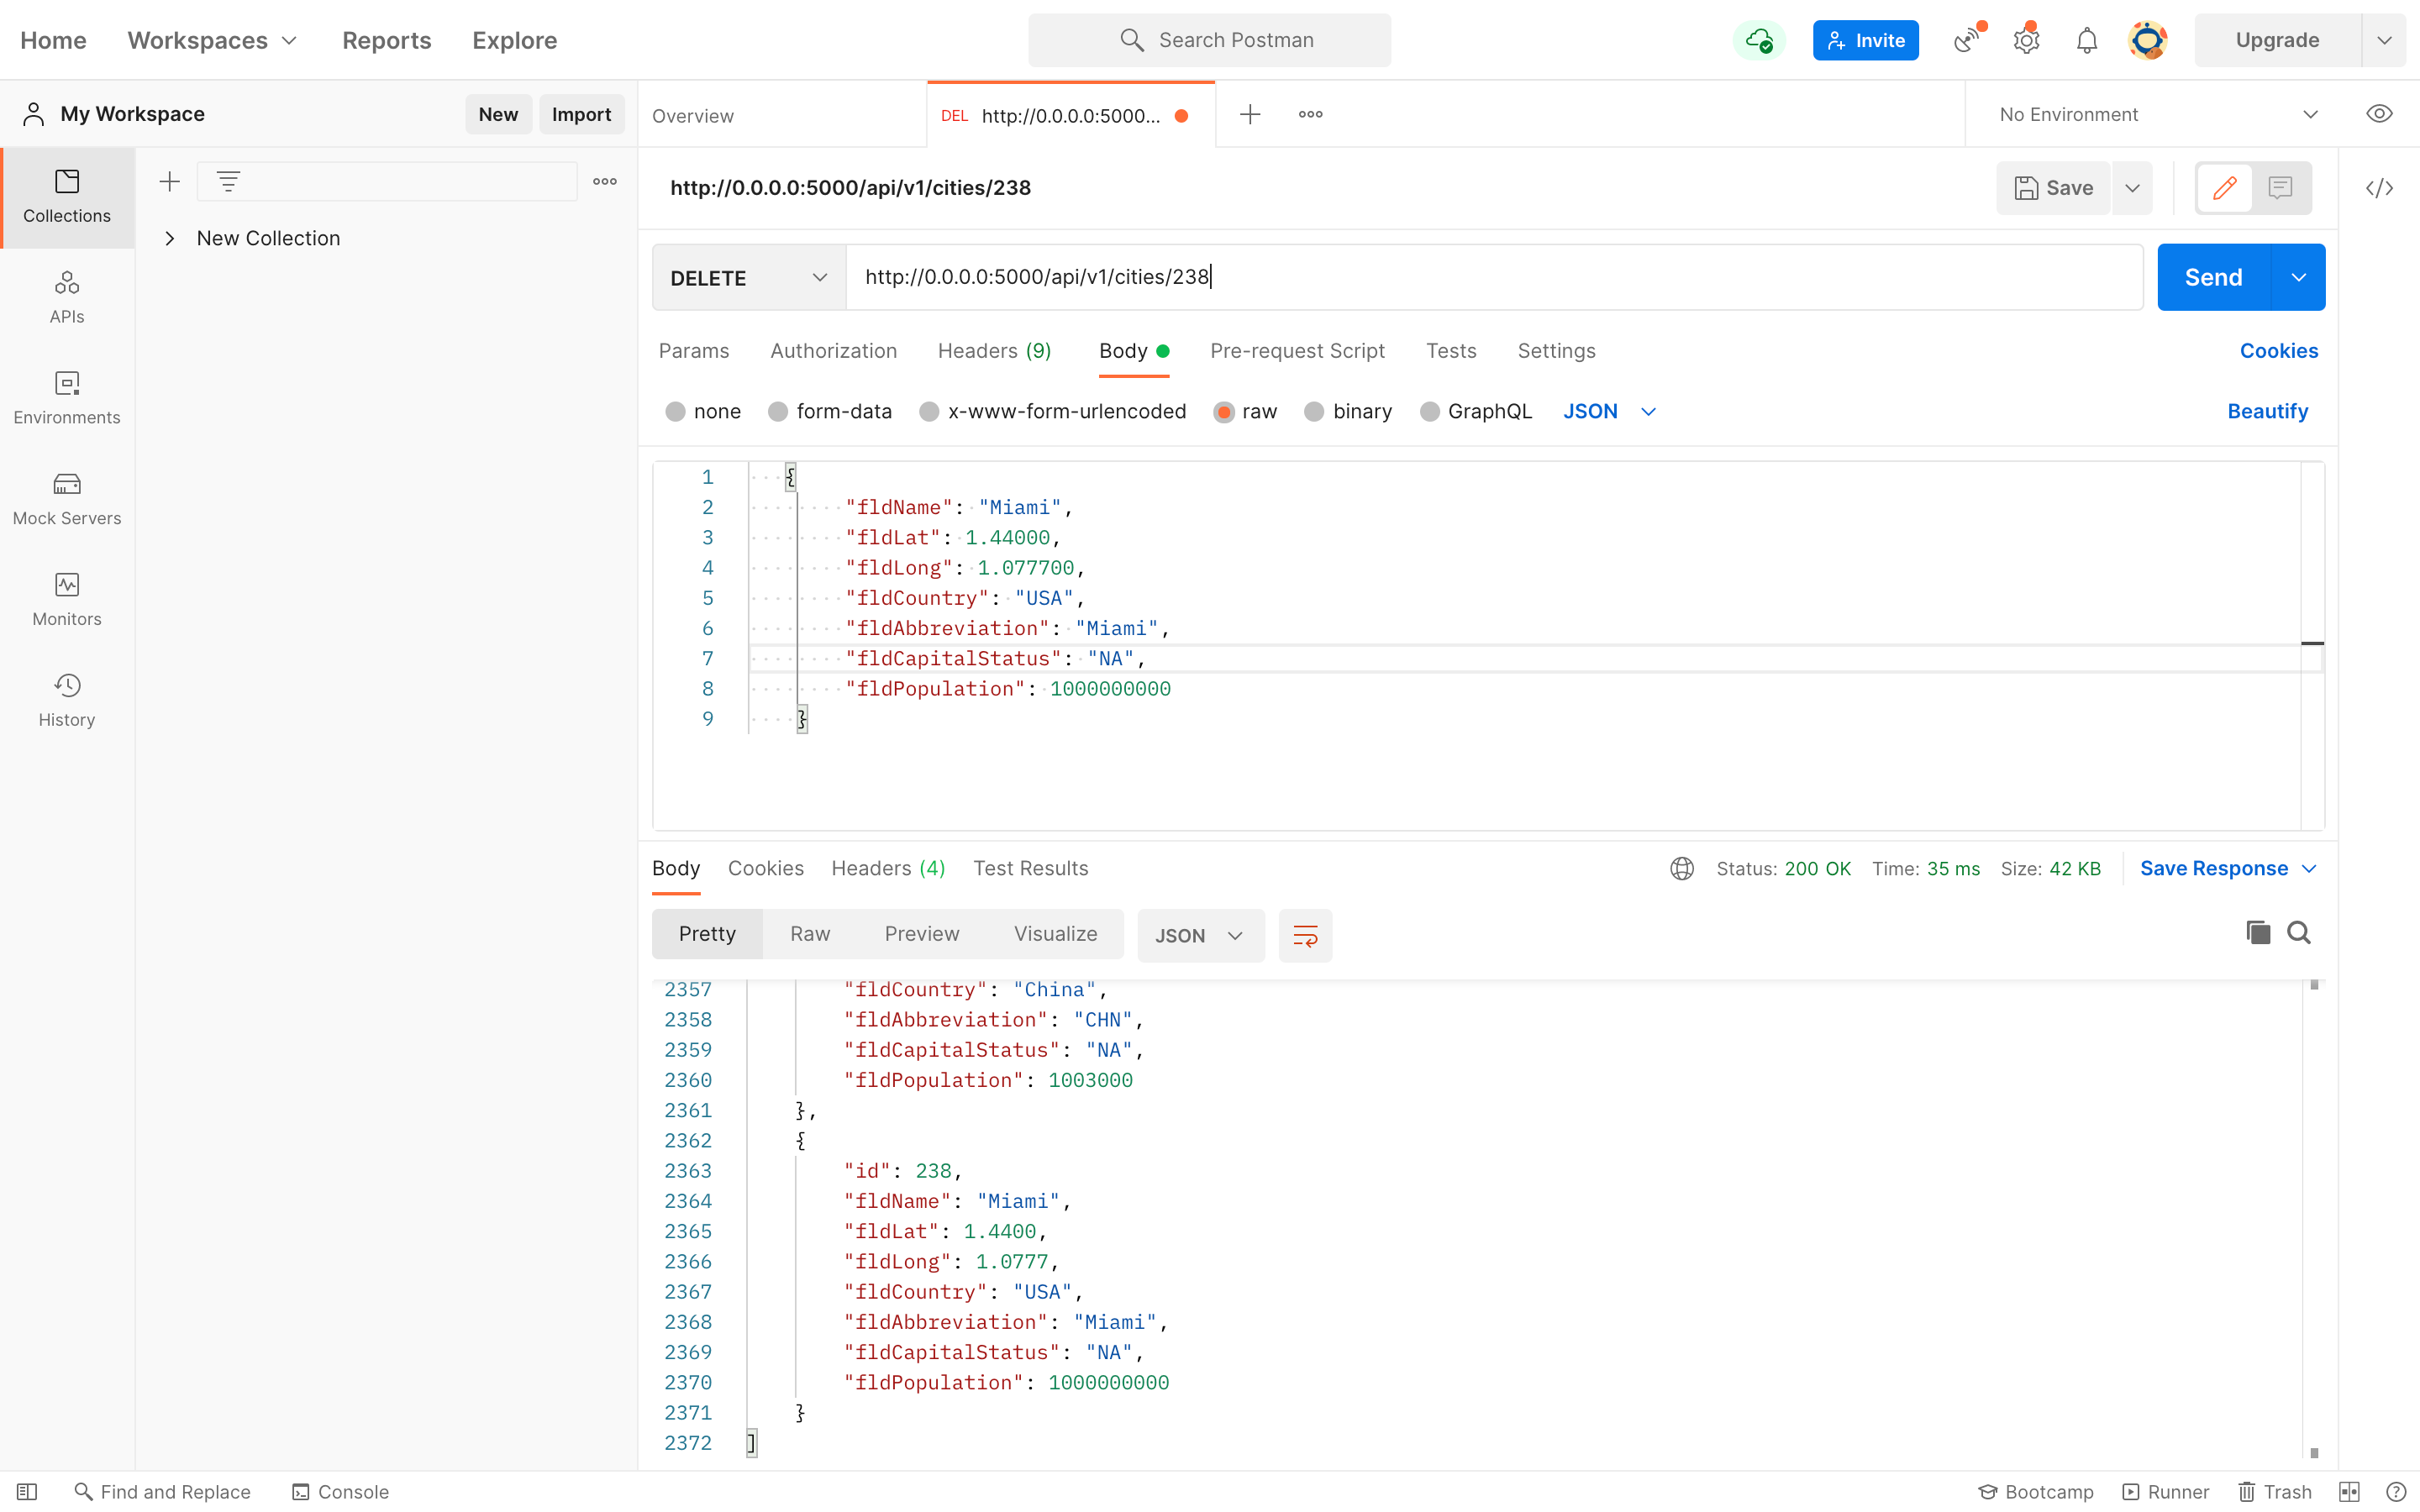 Home Workspaces Reports Explore Search Postman Invite Upgrade
My Workspace New Import Overview DEL http://0.0.0.0:5000... No Environment
Collections
New Collection
APIs
Environments
Mock Servers
Monitors
History
http://0.0.0.0:5000/api/v1/cities/238 Save
DELETE http://0.0.0.0:5000/api/v1/cities/238 Send
Params Authorization Headers (9) Body Pre-request Script Tests Settings Cookies
none form-data x-www-form-urlencoded raw binary GraphQL JSON Beautify
1 {
2 "fldName": "Miami",
3 "fldLat": 1.44000,
4 "fldLong": 1.077700,
5 "fldCountry": "USA",
6 "fldAbbreviation": "Miami",
7 "fldCapitalStatus": "NA",
8 "fldPopulation": 1000000000
9 }
Body Cookies Headers (4) Test Results Status: 200 OK Time: 35 ms Size: 42 KB Save Response
Pretty Raw Preview Visualize JSON
2357 "fldCountry": "China",
2358 "fldAbbreviation": "CHN",
2359 "fldCapitalStatus": "NA",
2360 "fldPopulation": 1003000
2361 },
2362 {
2363 "id": 238,
2364 "fldName": "Miami",
2365 "fldLat": 1.4400,
2366 "fldLong": 1.0777,
2367 "fldCountry": "USA",
2368 "fldAbbreviation": "Miami",
2369 "fldCapitalStatus": "NA",
2370 "fldPopulation": 1000000000
2371 }
2372 ]
Find and Replace Console Bootcamp Runner Trash